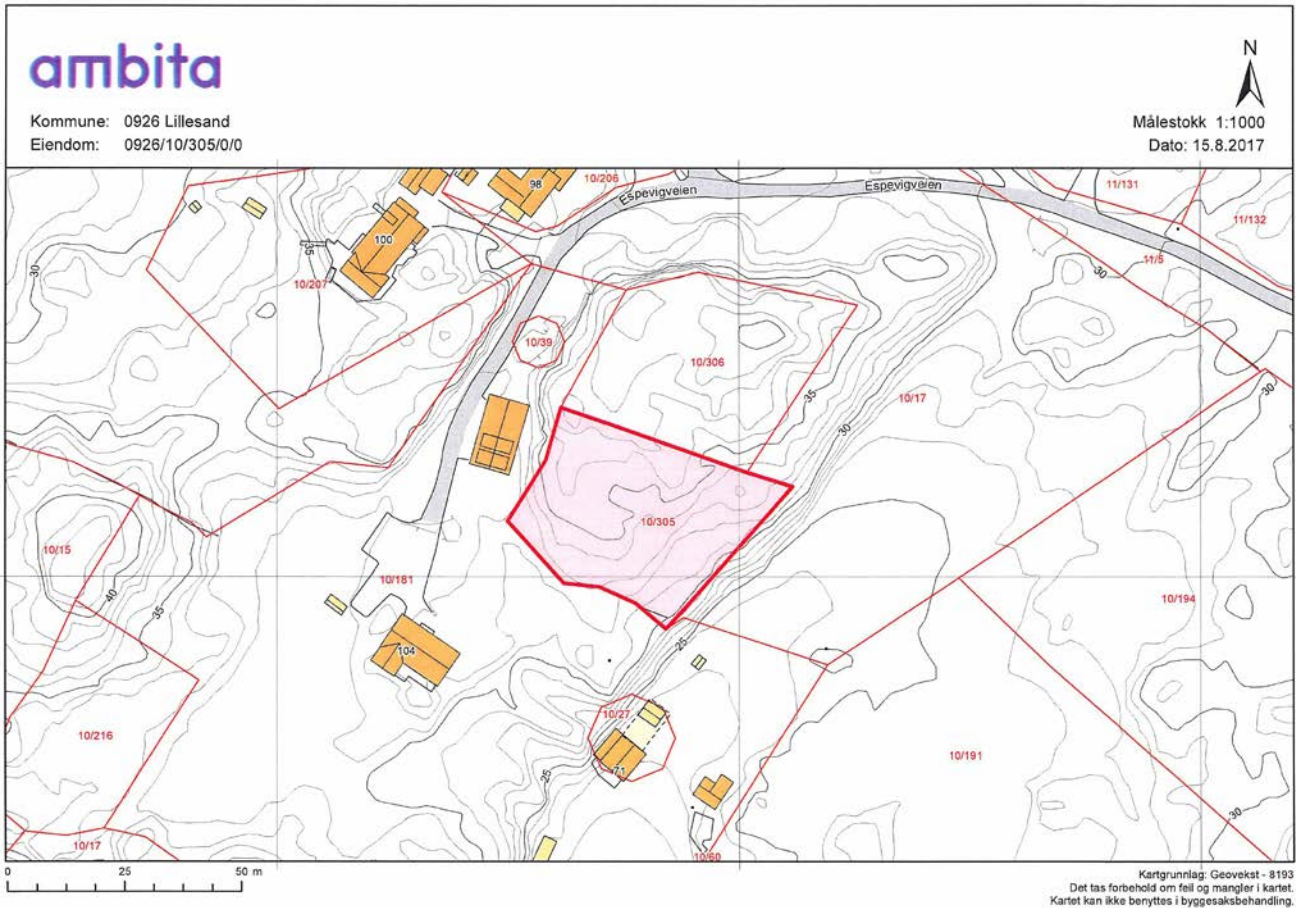 ambita
Kommune: 0926 Lillesand
Eiendom: 0926/10/305/0/0
N
Målestokk 1:1000
Dato: 15.8.2017
98
10/206
Espevigveien
Espevigveien
11/131
11/132
100
35
30
10/207
11/5
30
10/39
10/306
35
10/17
30
30
10/305
10/15
40
35
10/181
10/194
104
25
10/216
10/27
71
25
10/191
30
10/17
10/60
0 25 50 m
Kartgrunnlag: Geovekst - 8193
Det tas forbehold om feil og mangler i kartet.
Kartet kan ikke benyttes i byggesaksbehandling.